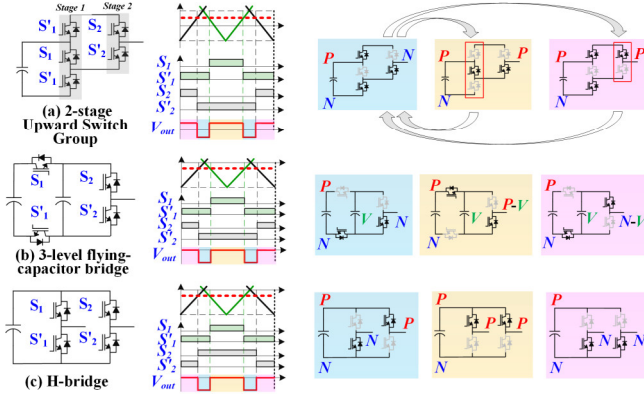 Stage 1 Stage 2
S'1
S2
S1
S'2
S'1
(a) 2-stage
Upward Switch
Group
S1
S'1
S2
S'2
Vout
P
N
N
P
N
P
P
N
P
S1
S2
S'1
S'2
(b) 3-level flying-
capacitor bridge
S1
S'1
S2
S'2
Vout
P
V
N
N
P
P-V
V
N
P
V
N-V
N
S1
S2
S'1
S'2
(c) H-bridge
S1
S'1
S2
S'2
Vout
P
N
P
N
P
P
P
N
P
N
N
N